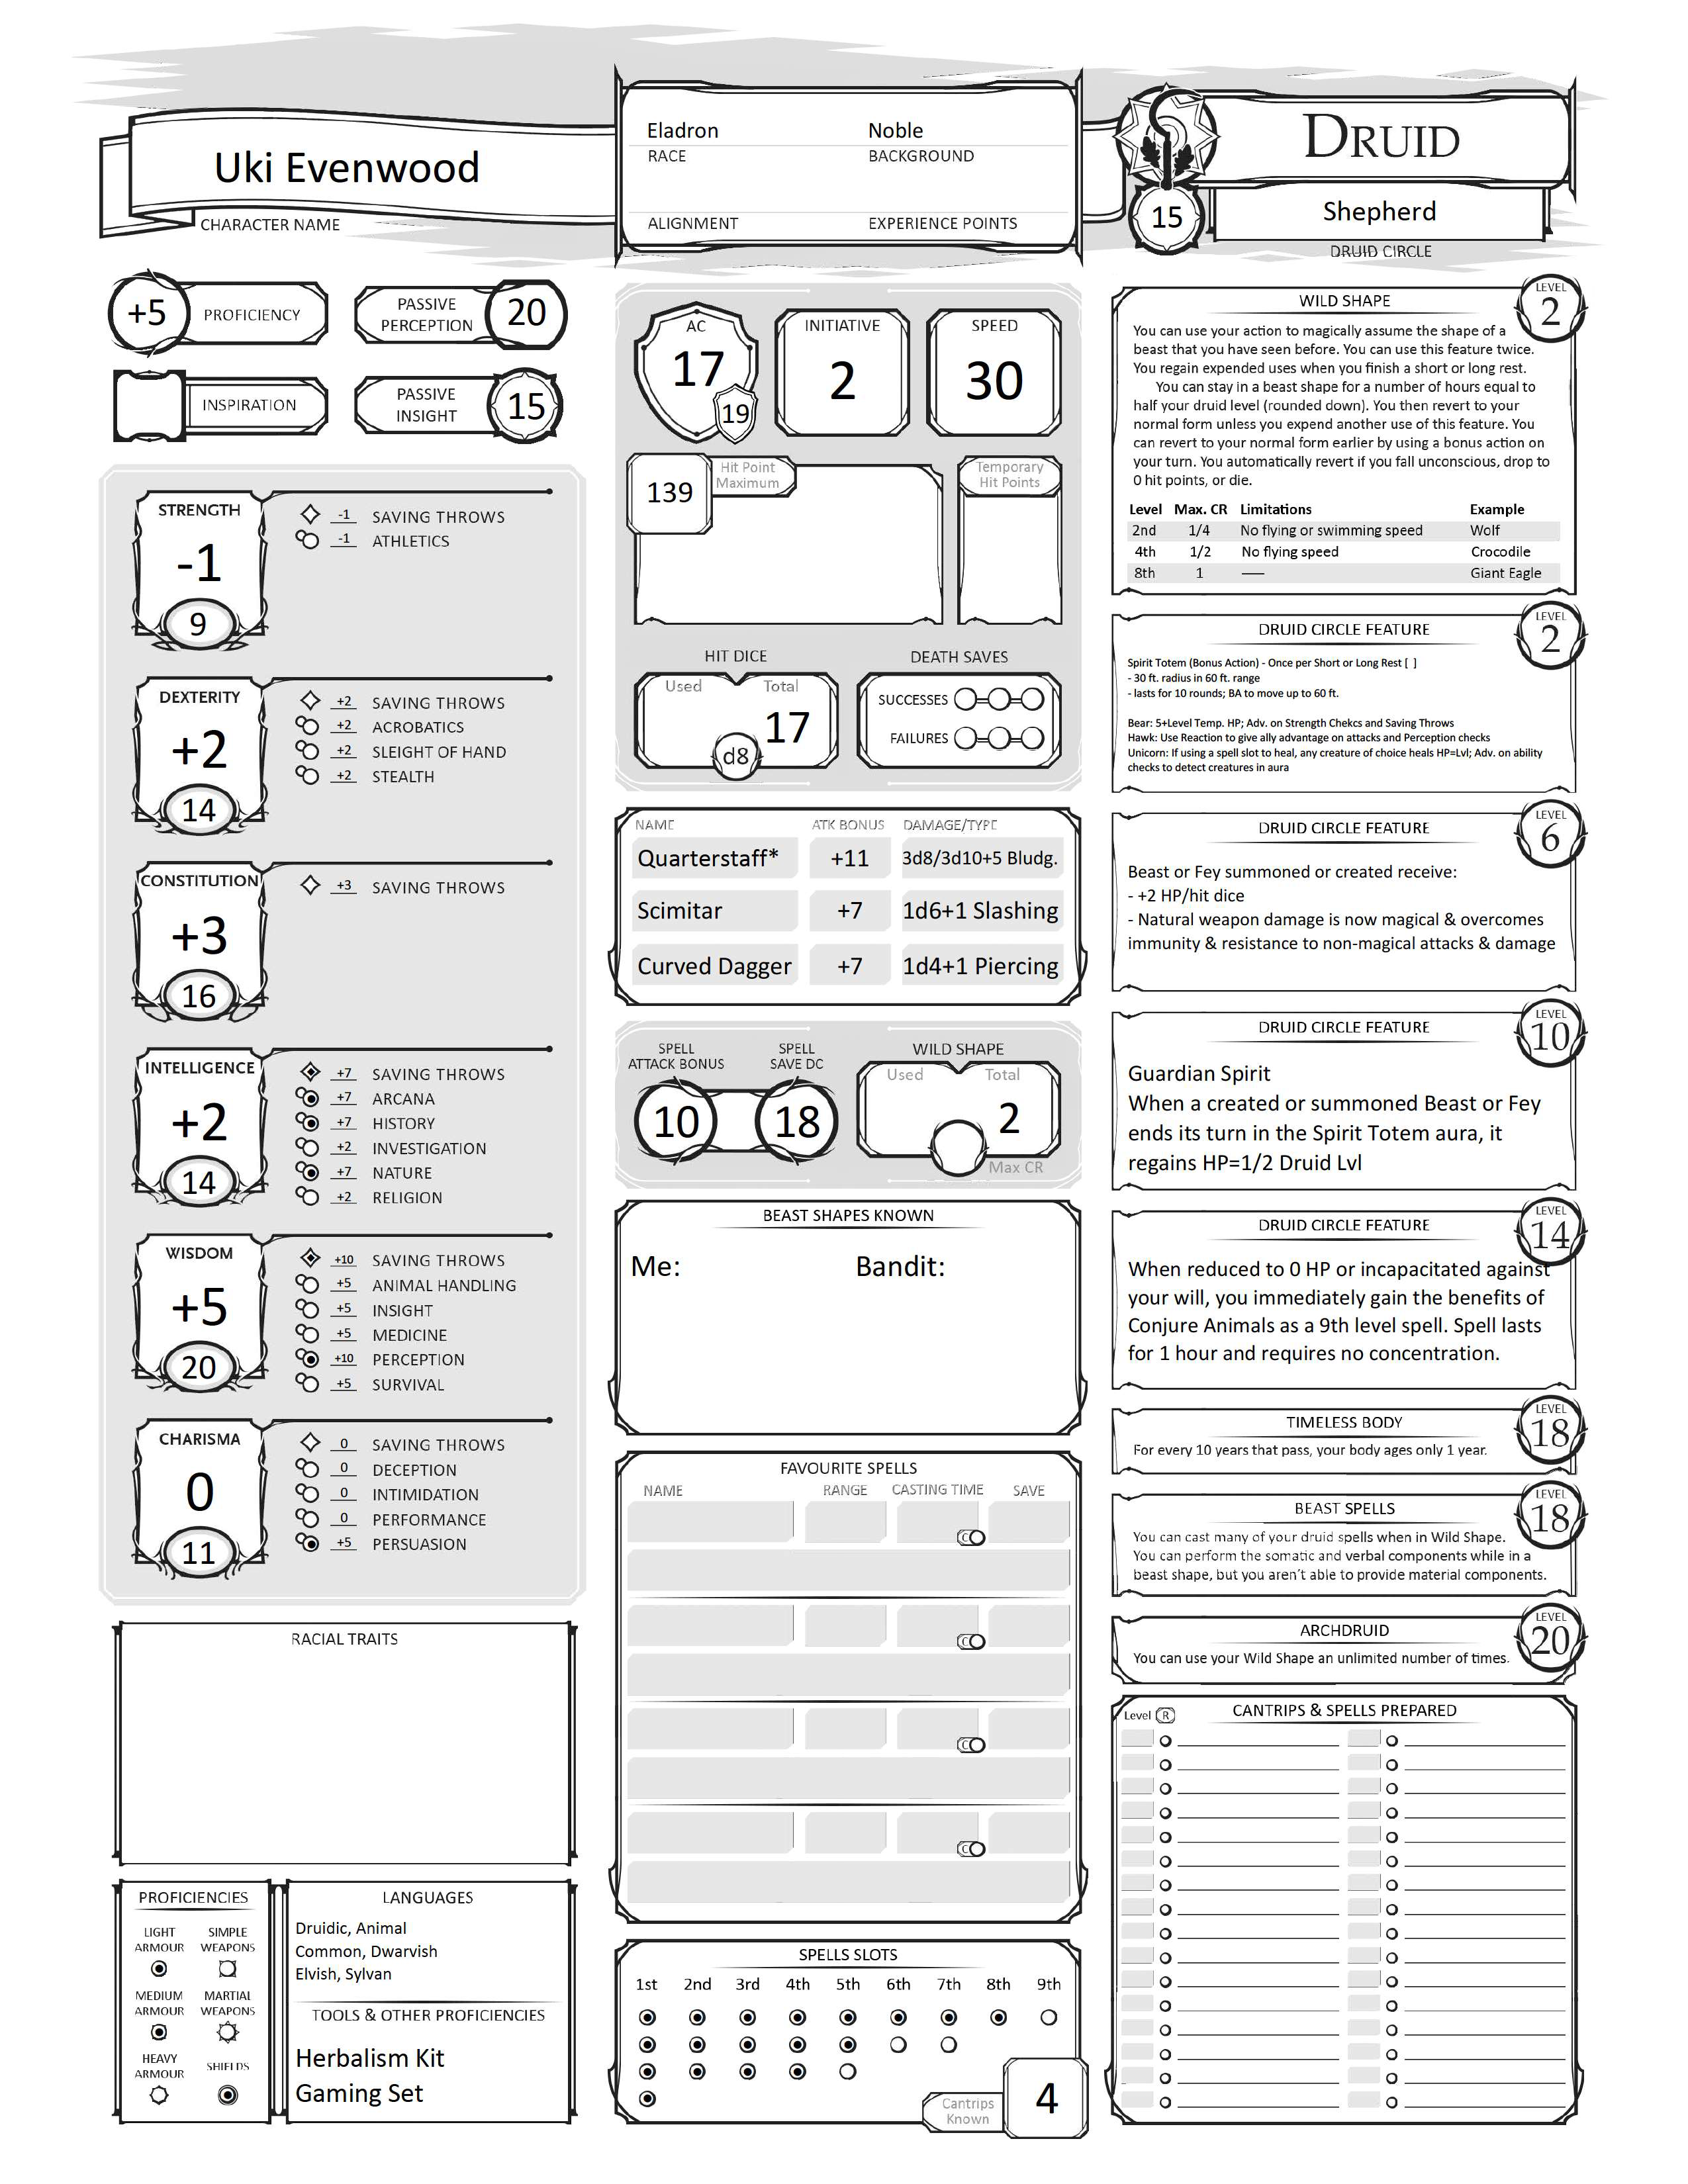 Uki Evenwood
CHARACTER NAME
Eladron
RACE
Noble
BACKGROUND
ALIGNMENT
EXPERIENCE POINTS
DRUID
15
Shepherd
DRUID CIRCLE
+5 PROFICIENCY
PASSIVE PERCEPTION 20
INSPIRATION
PASSIVE INSIGHT 15
STRENGTH
-1
9
-1 SAVING THROWS
-1 ATHLETICS
DEXTERITY
+2
14
+2 SAVING THROWS
+2 ACROBATICS
+2 SLEIGHT OF HAND
+2 STEALTH
CONSTITUTION
+3
16
+3 SAVING THROWS
INTELLIGENCE
+2
14
+7 SAVING THROWS
+7 ARCANA
+7 HISTORY
+2 INVESTIGATION
+7 NATURE
+2 RELIGION
WISDOM
+5
20
+10 SAVING THROWS
+5 ANIMAL HANDLING
+5 INSIGHT
+5 MEDICINE
+10 PERCEPTION
+5 SURVIVAL
CHARISMA
0
11
0 SAVING THROWS
0 DECEPTION
0 INTIMIDATION
0 PERFORMANCE
+5 PERSUASION
RACIAL TRAITS
PROFICIENCIES
LIGHT ARMOUR
SIMPLE WEAPONS
MEDIUM ARMOUR
MARTIAL WEAPONS
HEAVY ARMOUR
SHIELDS
LANGUAGES
Druidic, Animal
Common, Dwarvish
Elvish, Sylvan
TOOLS & OTHER PROFICIENCIES
Herbalism Kit
Gaming Set
AC
17
19
INITIATIVE
2
SPEED
30
139
Hit Point
Maximum
Temporary
Hit Points
HIT DICE
Used
Total
17
d8
DEATH SAVES
SUCCESSES
FAILURES
NAME ATK BONUS DAMAGE/TYPE
Quarterstaff* +11 3d8/3d10+5 Bludg.
Scimitar +7 1d6+1 Slashing
Curved Dagger +7 1d4+1 Piercing
SPELL
ATTACK BONUS
10
SPELL
SAVE DC
18
WILD SHAPE
Used
Total
2
Max CR
BEAST SHAPES KNOWN
Me: Bandit:
FAVOURITE SPELLS
NAME RANGE CASTING TIME SAVE
C
C
C
C
SPELLS SLOTS
1st 2nd 3rd 4th 5th 6th 7th 8th 9th
Cantrips
Known
4
WILD SHAPE
LEVEL
2
You can use your action to magically assume the shape of a
beast that you have seen before. You can use this feature twice.
You regain expended uses when you finish a short or long rest.
You can stay in a beast shape for a number of hours equal to
half your druid level (rounded down). You then revert to your
normal form unless you expend another use of this feature. You
can revert to your normal form earlier by using a bonus action on
your turn. You automatically revert if you fall unconscious, drop to
0 hit points, or die.
Level Max. CR Limitations Example
2nd 1/4 No flying or swimming speed Wolf
4th 1/2 No flying speed Crocodile
8th 1 — Giant Eagle
DRUID CIRCLE FEATURE
LEVEL
2
Spirit Totem (Bonus Action) - Once per Short or Long Rest [ ]
- 30 ft. radius in 60 ft. range
- lasts for 10 rounds; BA to move up to 60 ft.
Bear: 5+Level Temp. HP; Adv. on Strength Chekcs and Saving Throws
Hawk: Use Reaction to give ally advantage on attacks and Perception checks
Unicorn: If using a spell slot to heal, any creature of choice heals HP=Lvl; Adv. on ability
checks to detect creatures in aura
DRUID CIRCLE FEATURE
LEVEL
6
Beast or Fey summoned or created receive:
- +2 HP/hit dice
- Natural weapon damage is now magical & overcomes
immunity & resistance to non-magical attacks & damage
DRUID CIRCLE FEATURE
LEVEL
10
Guardian Spirit
When a created or summoned Beast or Fey
ends its turn in the Spirit Totem aura, it
regains HP=1/2 Druid Lvl
DRUID CIRCLE FEATURE
LEVEL
14
When reduced to 0 HP or incapacitated against
your will, you immediately gain the benefits of
Conjure Animals as a 9th level spell. Spell lasts
for 1 hour and requires no concentration.
TIMELESS BODY
LEVEL
18
For every 10 years that pass, your body ages only 1 year.
BEAST SPELLS
LEVEL
18
You can cast many of your druid spells when in Wild Shape.
You can perform the somatic and verbal components while in a
beast shape, but you aren't able to provide material components.
ARCHDRUID
LEVEL
20
You can use your Wild Shape an unlimited number of times.
Level R CANTRIPS & SPELLS PREPARED